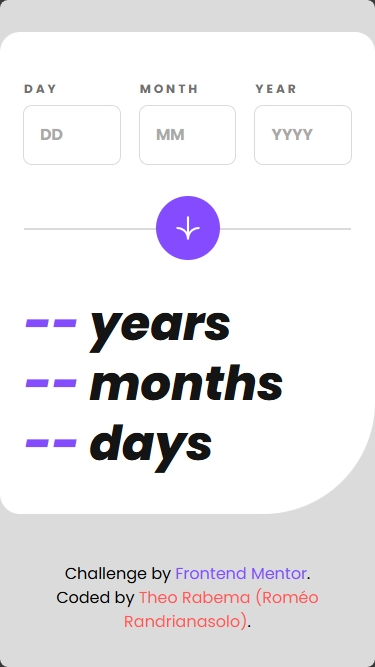 DAY MONTH YEAR
DD MM YYYY
-- years
-- months
-- days
Challenge by Frontend Mentor.
Coded by Theo Rabema (Roméo
Randrianasolo).